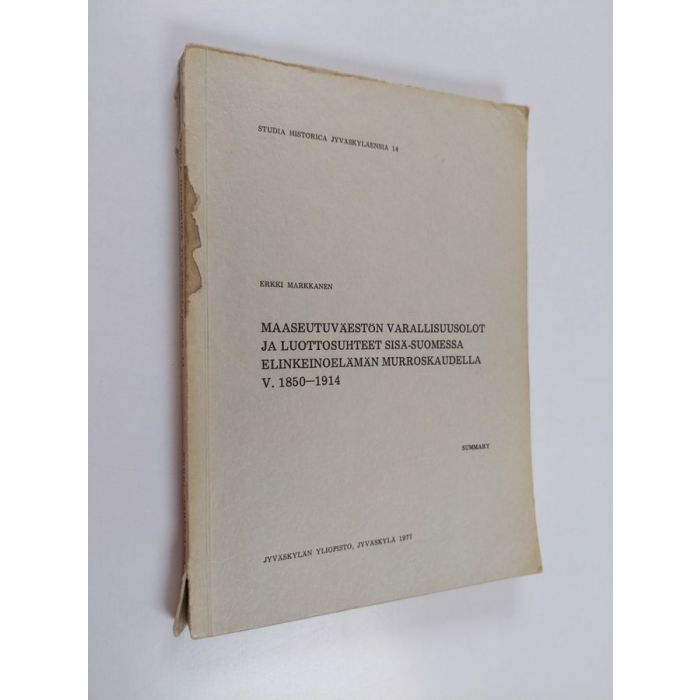 STUDIA HISTORICA JYVÄSKYLÄENSIA 14
ERKKI MARKKANEN
MAASEUTUVÄESTÖN VARALLISUUSOLOT
JA LUOTTOSUHTEET SISÄ-SUOMESSA
ELINKEINOELÄMÄN MURROSKAUDELLA
V. 1850—1914
SUMMARY
JYVÄSKYLÄN YLIOPISTO, JYVÄSKYLÄ 1977